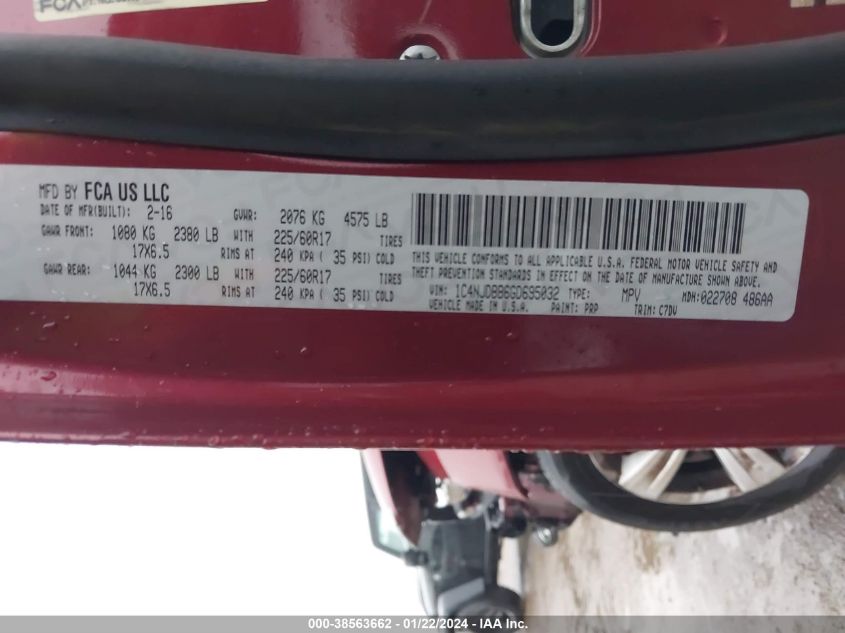 FCA
MFD BY FCA US LLC
DATE OF MFR(BUILT): 2-16 GVWR: 2076 KG 4575 LB
GAWR FRONT: 1080 KG 2380 LB WITH 225/60R17 TIRES
17X6.5 RIMS AT 240 KPA ( 35 PSI) COLD
GAWR REAR: 1044 KG 2300 LB WITH 225/60R17 TIRES
17X6.5 RIMS AT 240 KPA ( 35 PSI) COLD
THIS VEHICLE CONFORMS TO ALL APPLICABLE U.S.A. FEDERAL MOTOR VEHICLE SAFETY AND
THEFT PREVENTION STANDARDS IN EFFECT ON THE DATE OF MANUFACTURE SHOWN ABOVE.
VIN: 1C4NJDBB6GD695032 TYPE: MPV MDH: 022708 486AA
VEHICLE MADE IN U.S.A. PAINT: PRP TRIM: C7DV
000-38563662 - 01/22/2024 - IAAI.com